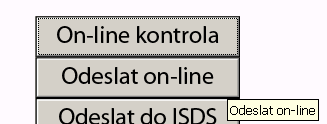 On-line kontrola
Odeslat on-line
Odeslat do ISDS
Odeslat on-line